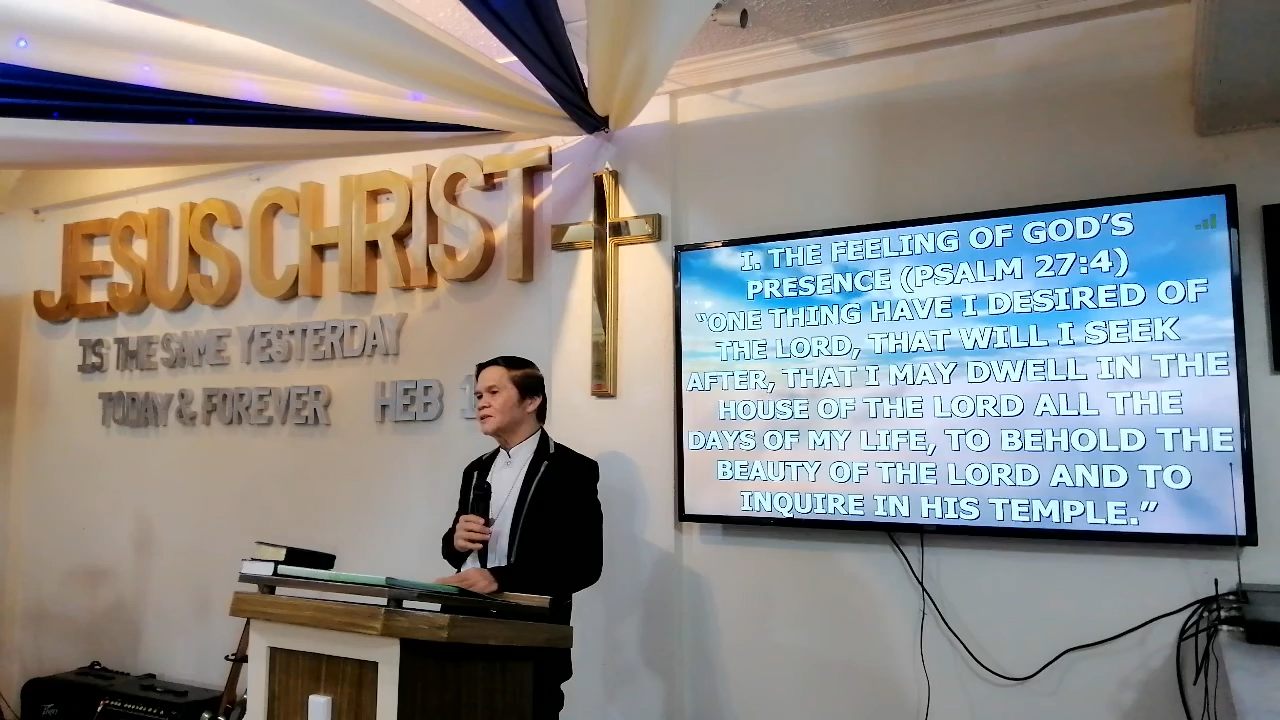 JESUS CHRIST
IS THE SAME YESTERDAY
TODAY & FOREVER HEB 1
I. THE FEELING OF GOD'S
PRESENCE (PSALM 27:4)
“ONE THING HAVE I DESIRED OF
THE LORD, THAT WILL I SEEK
AFTER, THAT I MAY DWELL IN THE
HOUSE OF THE LORD ALL THE
DAYS OF MY LIFE, TO BEHOLD THE
BEAUTY OF THE LORD AND TO
INQUIRE IN HIS TEMPLE.”